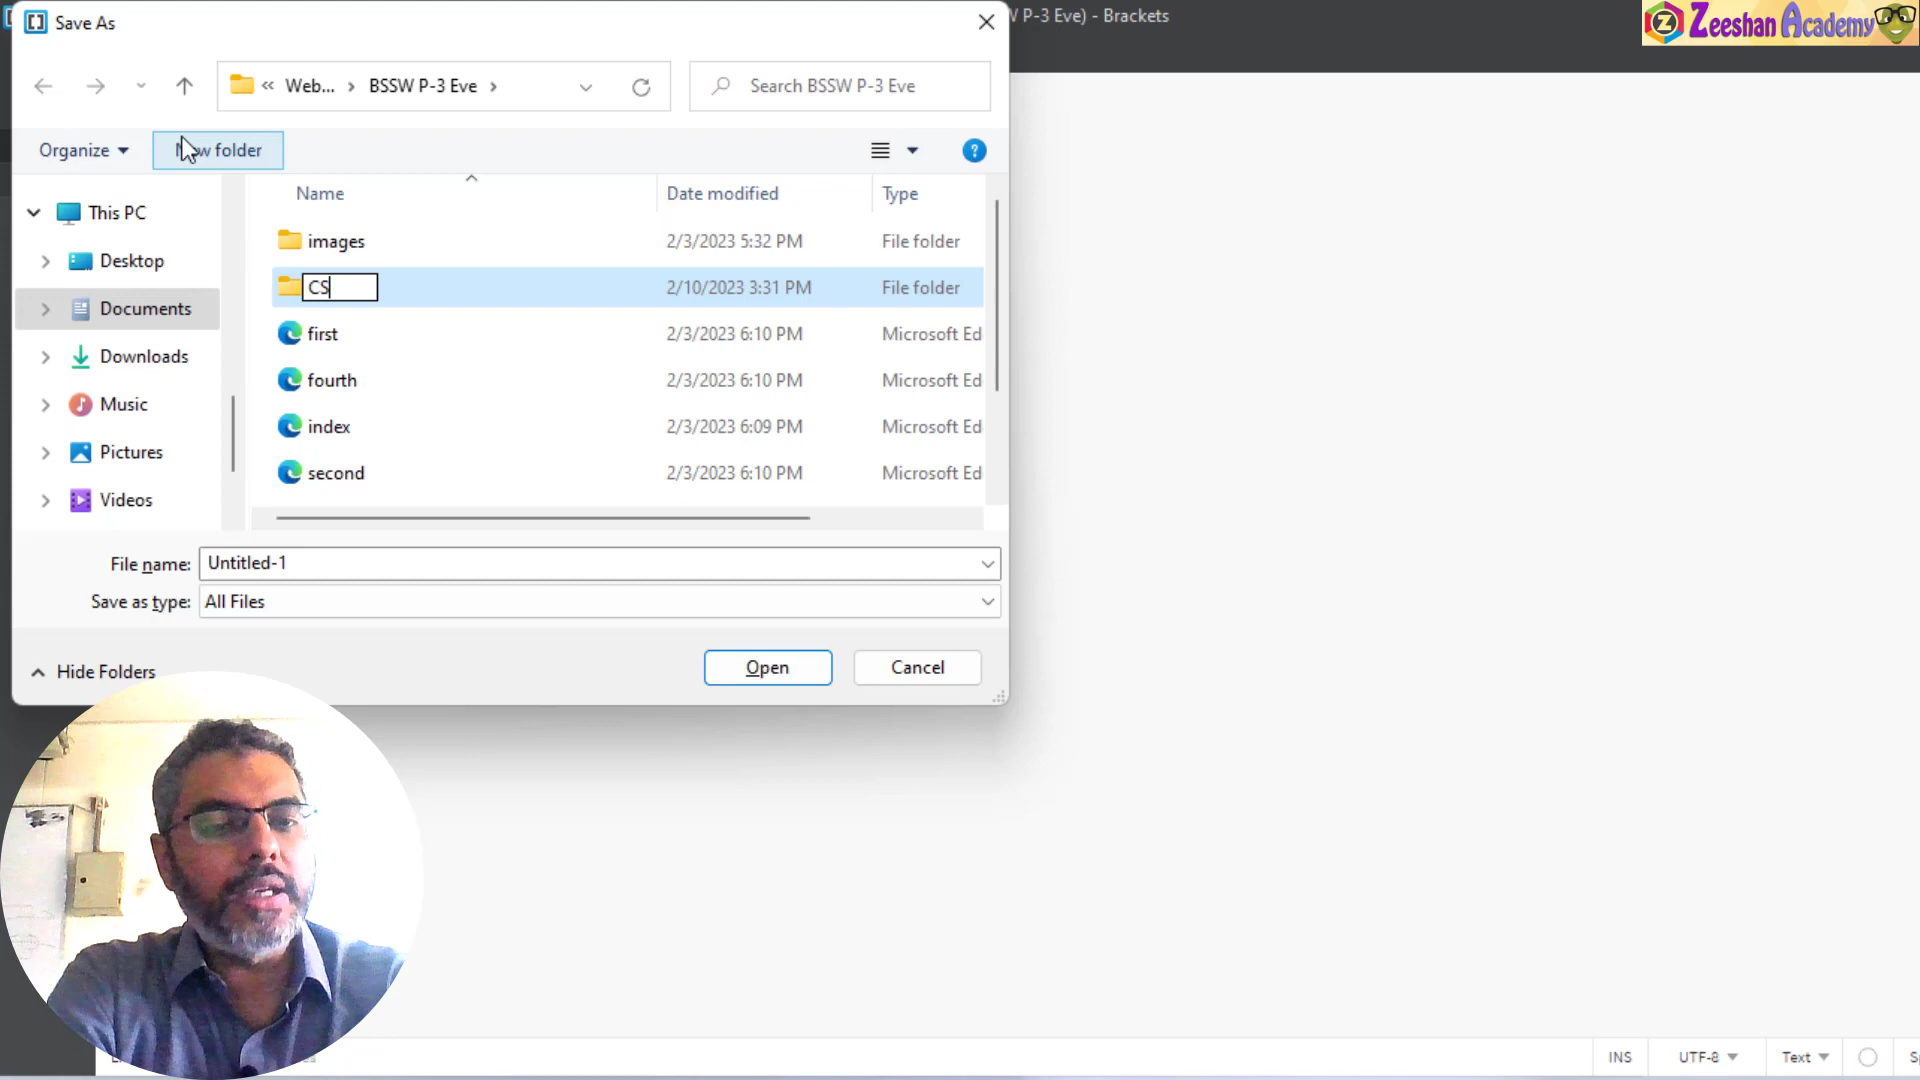 Save As
P-3 Eve) - Brackets
Zeeshan Academy
« Web... › BSSW P-3 Eve ›
Search BSSW P-3 Eve
Organize
New folder
?
Name
Date modified
Type
This PC
Desktop
Documents
Downloads
Music
Pictures
Videos
images 2/3/2023 5:32 PM File folder
CS 2/10/2023 3:31 PM File folder
first 2/3/2023 6:10 PM Microsoft Ed
fourth 2/3/2023 6:10 PM Microsoft Ed
index 2/3/2023 6:09 PM Microsoft Ed
second 2/3/2023 6:10 PM Microsoft Ed
File name: Untitled-1
Save as type: All Files
Hide Folders
Open
Cancel
INS
UTF-8
Text